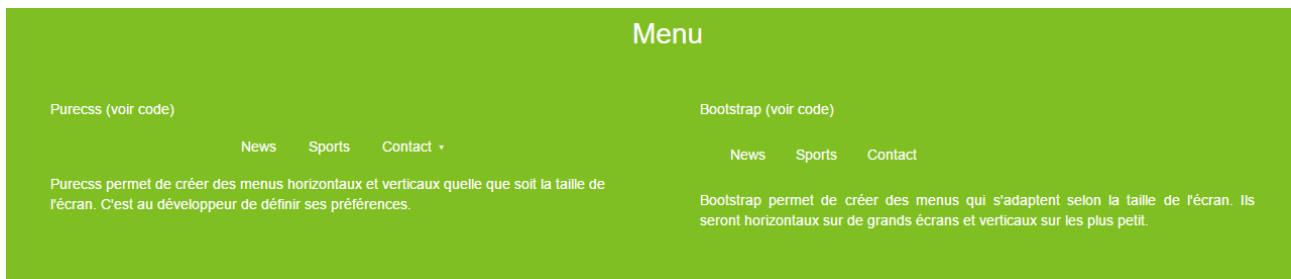 Menu
Purecss (voir code)
News Sports Contact ▾
Purecss permet de créer des menus horizontaux et verticaux quelle que soit la taille de
l'écran. C'est au développeur de définir ses préférences.
Bootstrap (voir code)
News Sports Contact
Bootstrap permet de créer des menus qui s'adaptent selon la taille de l'écran. Ils
seront horizontaux sur de grands écrans et verticaux sur les plus petit.